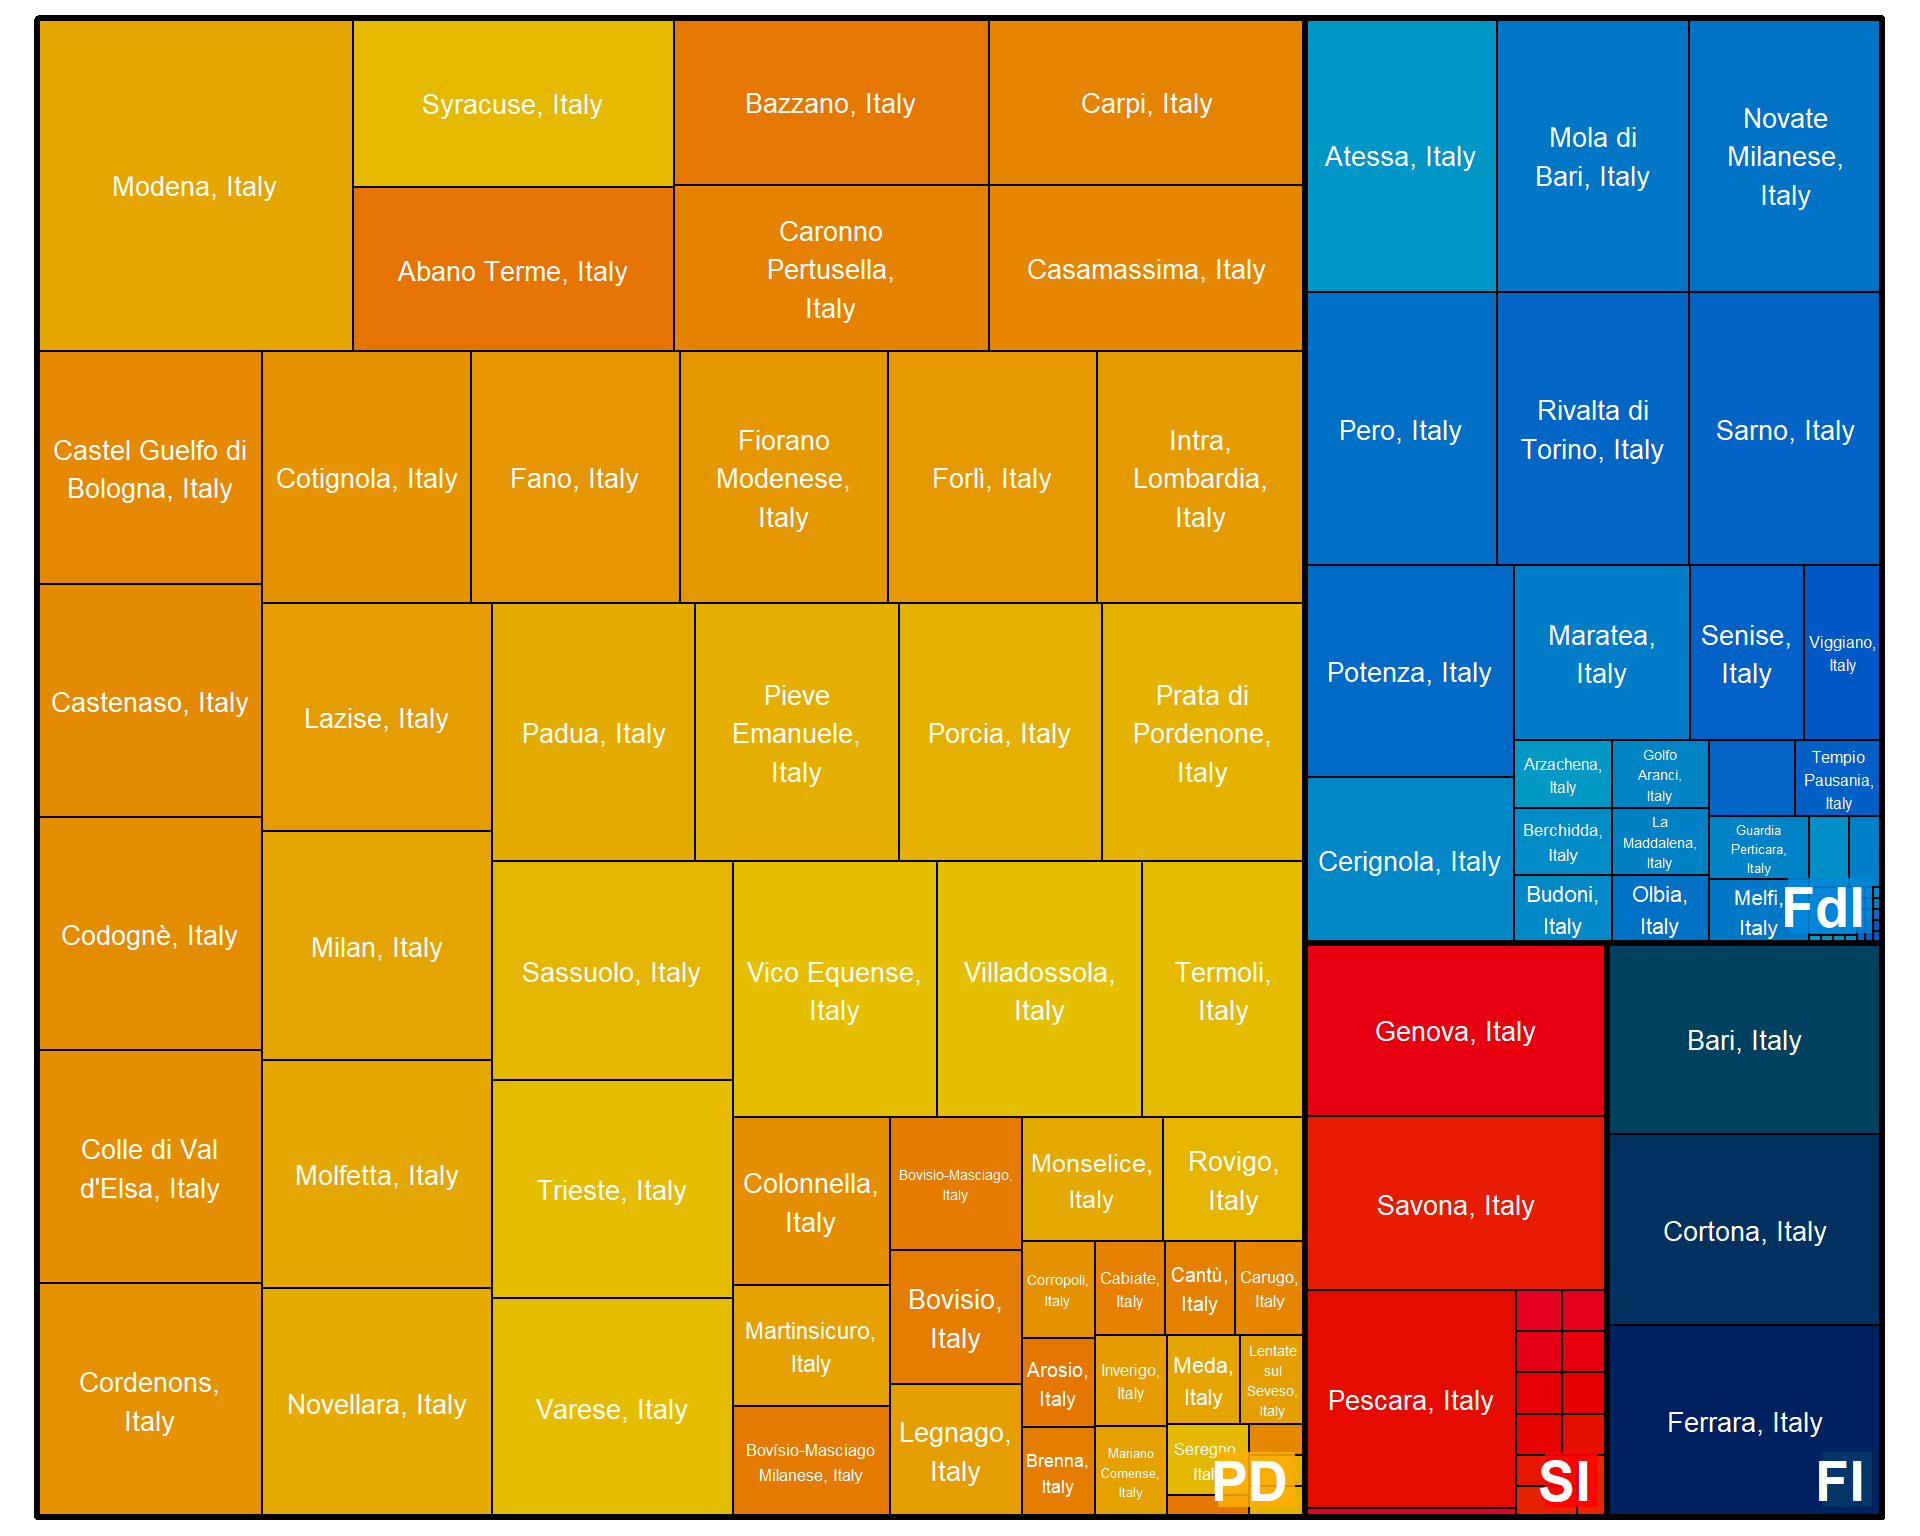 Modena, Italy
Syracuse, Italy
Abano Terme, Italy
Bazzano, Italy
Carpi, Italy
Caronno
Pertusella,
Italy
Casamassima, Italy
Castel Guelfo di
Bologna, Italy
Castenaso, Italy
Codognè, Italy
Colle di Val
d'Elsa, Italy
Cordenons,
Italy
Cotignola, Italy
Fano, Italy
Fiorano
Modenese,
Italy
Forlì, Italy
Intra,
Lombardia,
Italy
Lazise, Italy
Milan, Italy
Molfetta, Italy
Novellara, Italy
Padua, Italy
Pieve
Emanuele,
Italy
Porcia, Italy
Prata di
Pordenone,
Italy
Sassuolo, Italy
Trieste, Italy
Varese, Italy
Vico Equense,
Italy
Villadossola,
Italy
Termoli,
Italy
Colonnella,
Italy
Martinsicuro,
Italy
Bovísio-Masciago
Milanese, Italy
Bovisio-Masciago,
Italy
Bovisio,
Italy
Legnago,
Italy
Monselice,
Italy
Rovigo,
Italy
Corropoli,
Italy
Cabiate,
Italy
Cantù,
Italy
Carugo,
Italy
Arosio,
Italy
Brenna,
Italy
Inverigo,
Italy
Mariano
Comense,
Italy
Meda,
Italy
Lentate
sul
Seveso,
Italy
Seregno,
Italy
PD
Atessa, Italy
Mola di
Bari, Italy
Novate
Milanese,
Italy
Pero, Italy
Rivalta di
Torino, Italy
Sarno, Italy
Potenza, Italy
Cerignola, Italy
Maratea,
Italy
Senise,
Italy
Viggiano,
Italy
Arzachena,
Italy
Golfo
Aranci,
Italy
Tempio
Pausania,
Italy
Berchidda,
Italy
La
Maddalena,
Italy
Guardia
Perticara,
Italy
Budoni,
Italy
Olbia,
Italy
Melfi,
Italy
FdI
Genova, Italy
Savona, Italy
Pescara, Italy
SI
Bari, Italy
Cortona, Italy
Ferrara, Italy
FI